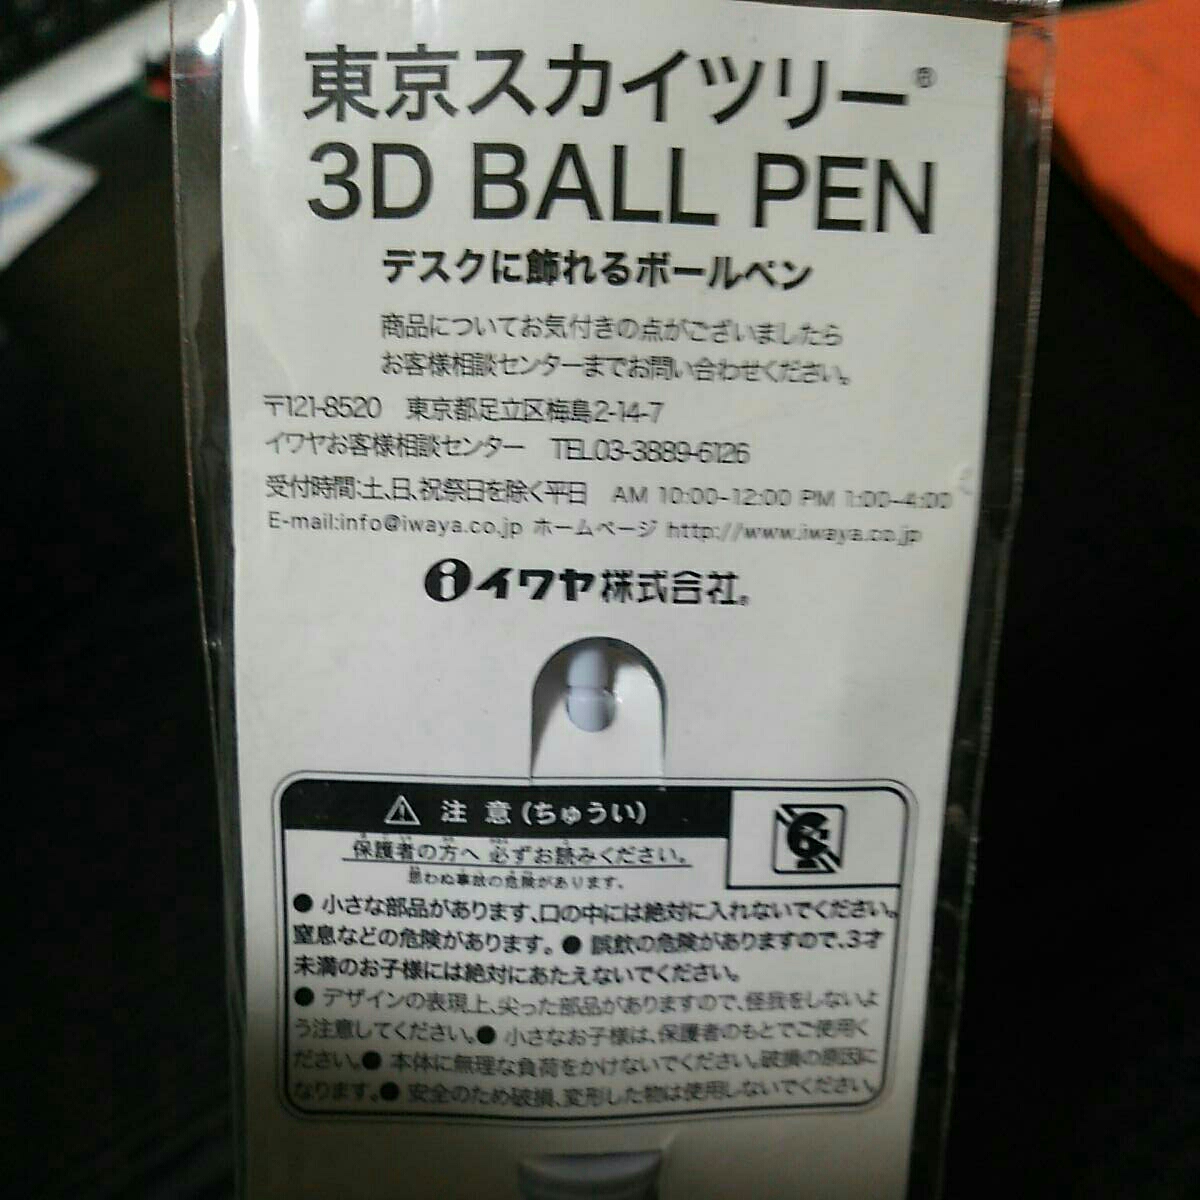 東京スカイツリー®
3D BALL PEN
デスクに飾れるボールペン
商品についてお気付きの点がございましたら
お客様相談センターまでお問い合わせください。
〒121-8520 東京都足立区梅島2-14-7
イワヤお客様相談センター TEL03-3889-6126
受付時間:土、日、祝祭日を除く平日 AM 10:00-12:00 PM 1:00-4:00
E-mail:info@iwaya.co.jp ホームページ http://www.iwaya.co.jp
イワヤ株式会社。
注 意(ちゅうい)
保護者の方へ 必ずお読みください。
思わぬ事故の危険があります。
● 小さな部品があります、口の中には絶対に入れないでください。
窒息などの危険があります。● 誤飲の危険がありますので、3才
未満のお子様には絶対にあたえないでください。
● デザインの表現上、尖った部品がありますので、怪我をしないよ
う注意してください。● 小さなお子様は、保護者のもとでご使用く
ださい。● 本体に無理な負荷をかけないでください。破損の原因に
なります。● 安全のため破損、変形した物は使用しないでください。